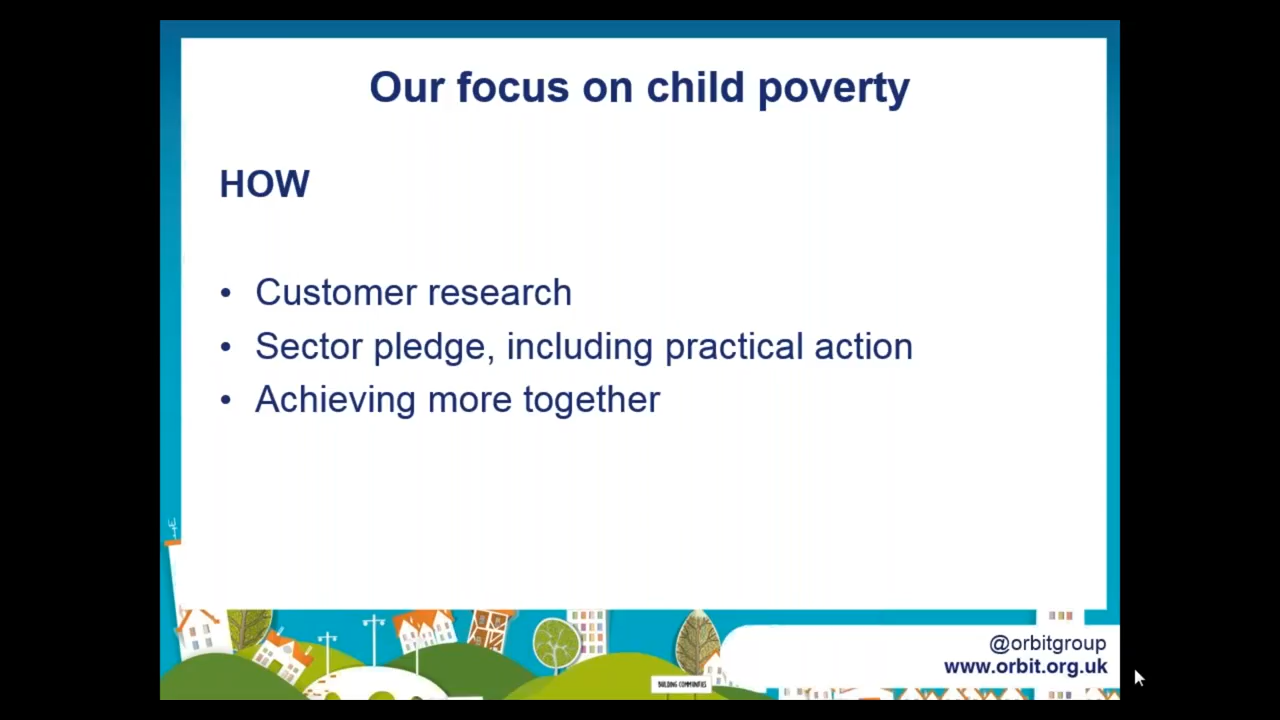 Our focus on child poverty
HOW
• Customer research
• Sector pledge, including practical action
• Achieving more together
@orbitgroup
www.orbit.org.uk
BUILDING COMMUNITIES